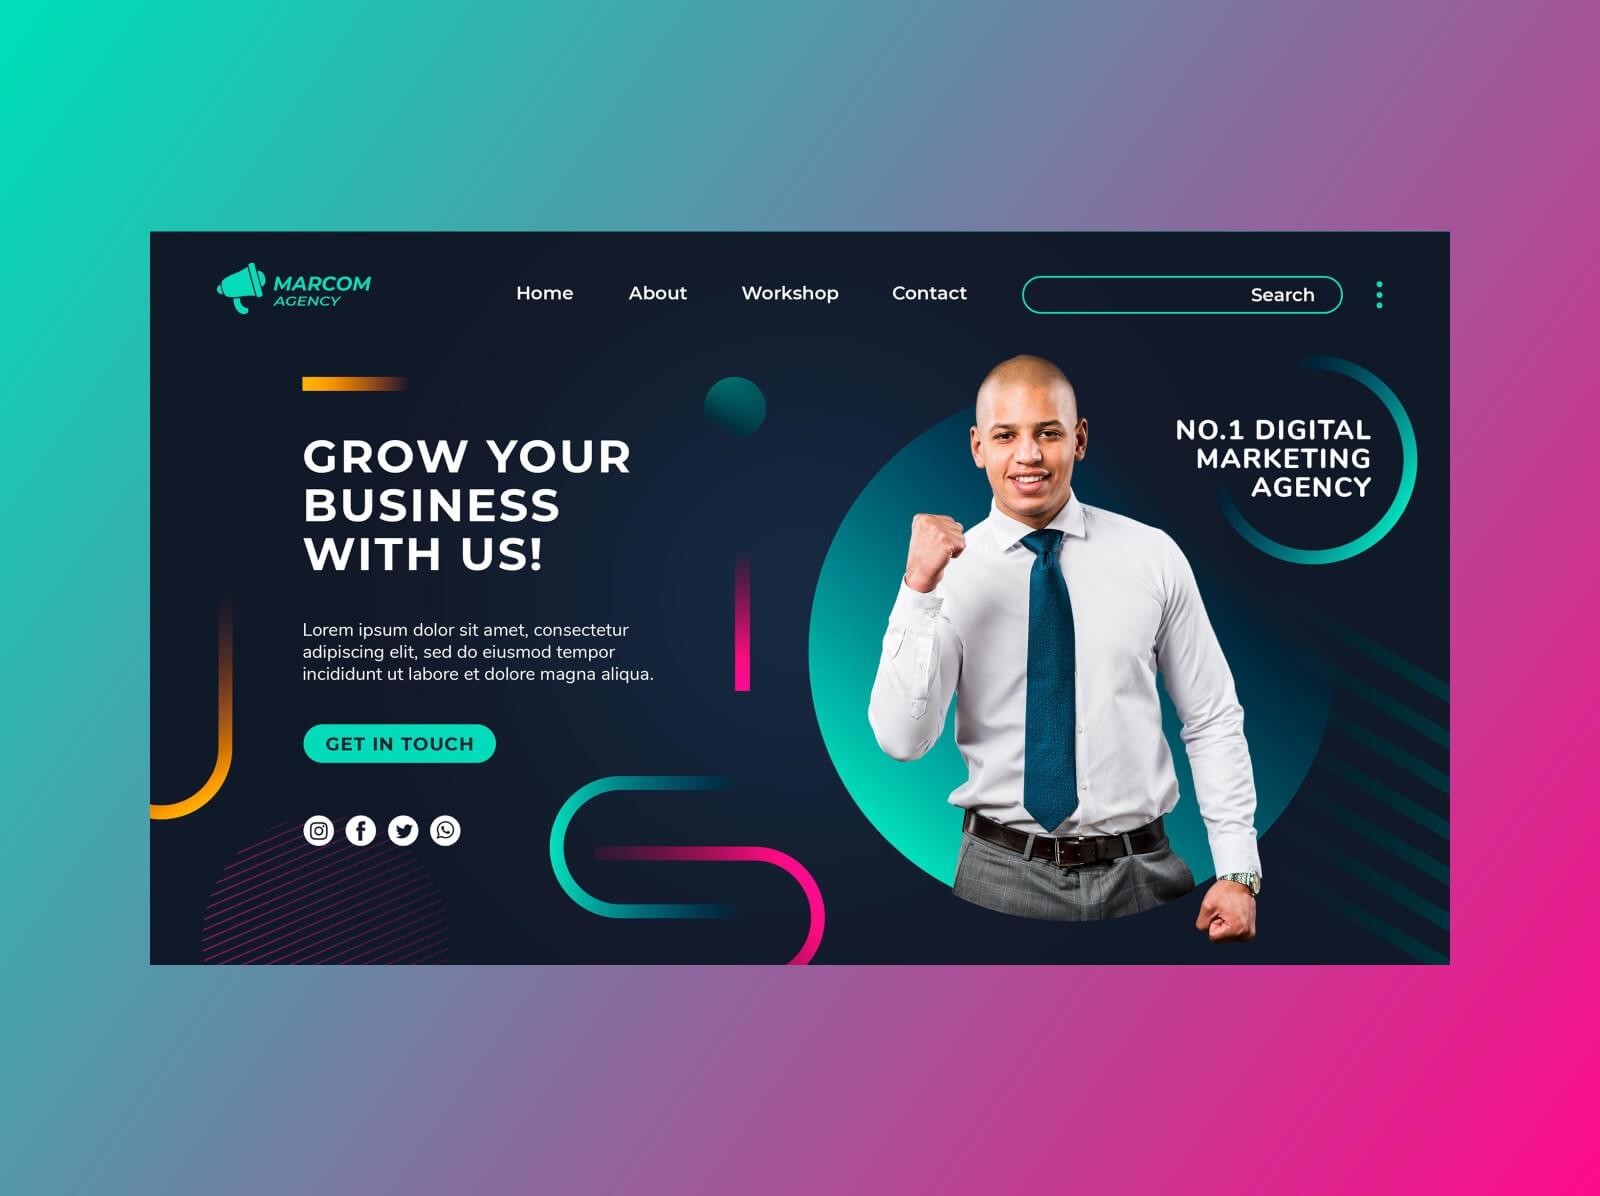 MARCOM
AGENCY
Home
About
Workshop
Contact
Search
GROW YOUR
BUSINESS
WITH US!
Lorem ipsum dolor sit amet, consectetur
adipiscing elit, sed do eiusmod tempor
incididunt ut labore et dolore magna aliqua.
GET IN TOUCH
NO.1 DIGITAL
MARKETING
AGENCY